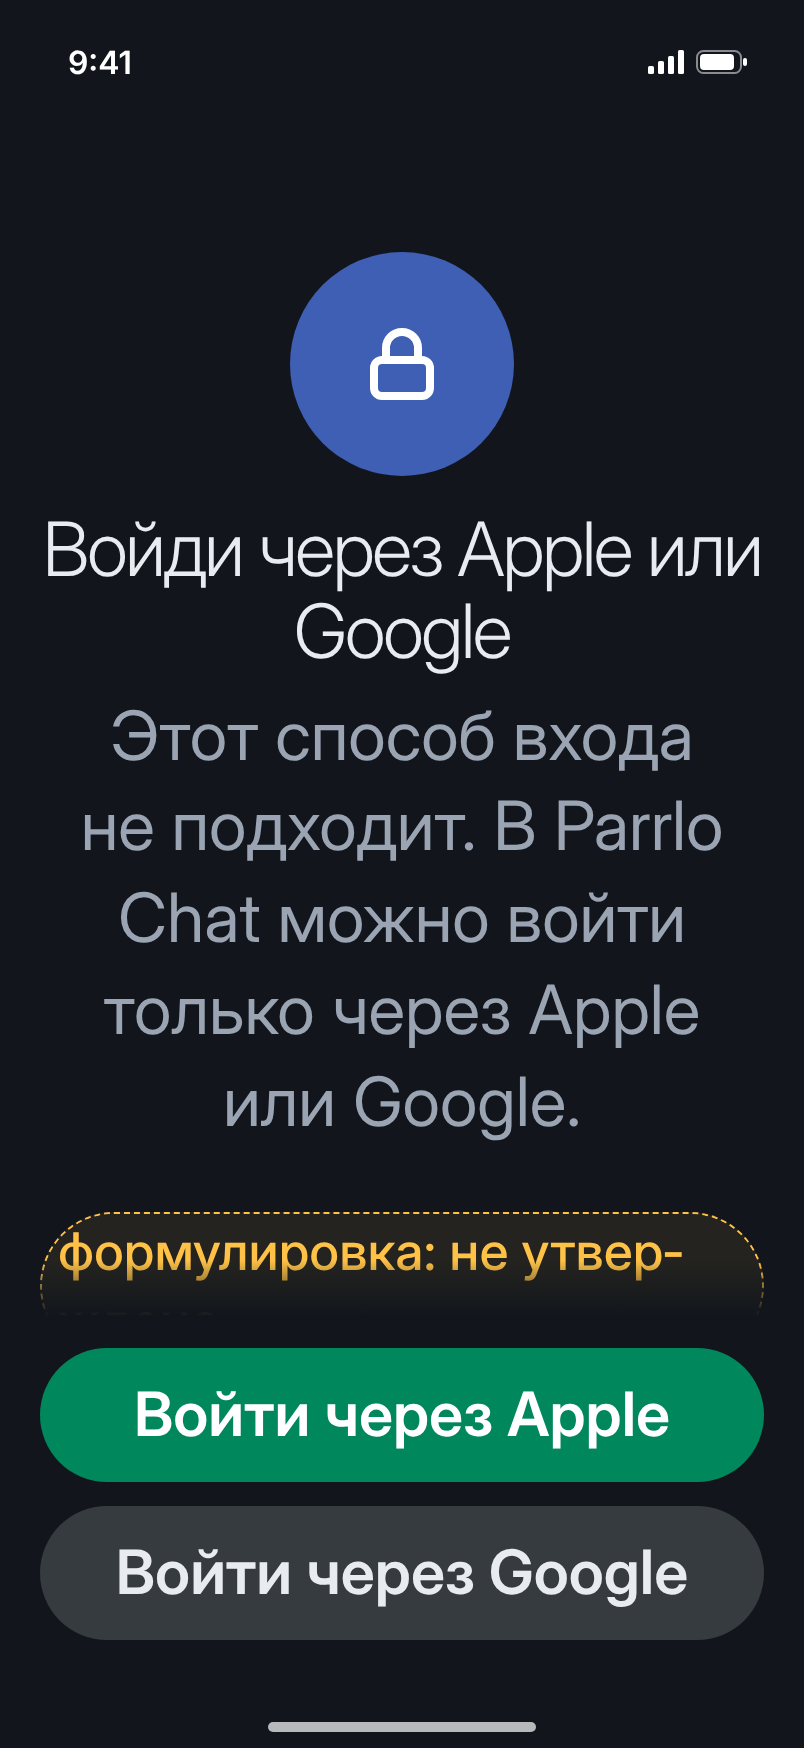 9:41
Войди через Apple или
Google
Этот способ входа
не подходит. В Parrlo
Chat можно войти
только через Apple
или Google.
формулировка: не утвер-
Войти через Apple
Войти через Google